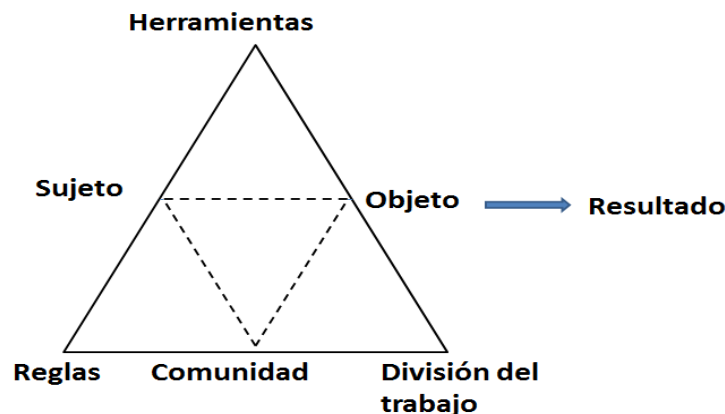 Herramientas
Sujeto
Objeto
Resultado
Reglas
Comunidad
División del
trabajo